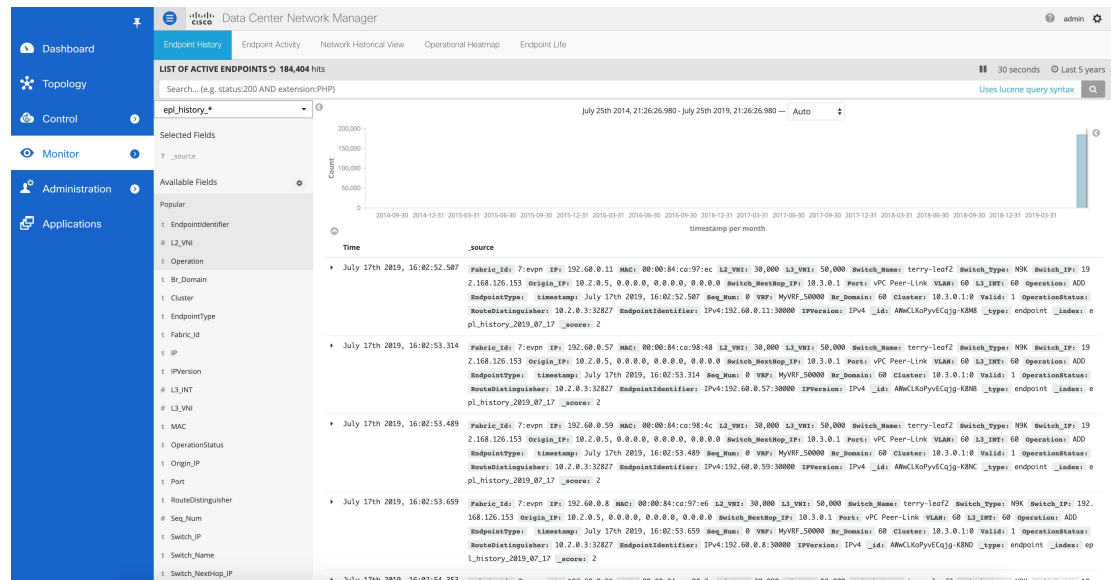 cisco Data Center Network Manager
admin
Dashboard
Topology
Control
Monitor
Administration
Applications
Endpoint History Endpoint Activity Network Historical View Operational Heatmap Endpoint Life
LIST OF ACTIVE ENDPOINTS 184,404 hits
30 seconds Last 5 years
Search... (e.g. status:200 AND extension:PHP)
Uses lucene query syntax
epl_history_*
Selected Fields
? _source
Available Fields
Popular
t EndpointIdentifier
# L2_VNI
t Operation
t Br_Domain
t Cluster
t EndpointType
t Fabric_Id
t IP
t IPVersion
# L3_INT
# L3_VNI
t MAC
t OperationStatus
t Origin_IP
t Port
t RouteDistinguisher
# Seq_Num
t Switch_IP
t Switch_Name
t Switch_NextHop_IP
July 25th 2014, 21:26:26.980 - July 25th 2019, 21:26:26.980 — Auto
Count
200,000
150,000
100,000
50,000
0
2014-09-30 2014-12-31 2015-03-31 2015-06-30 2015-09-30 2015-12-31 2016-03-31 2016-06-30 2016-09-30 2016-12-31 2017-03-31 2017-06-30 2017-09-30 2017-12-31 2018-03-31 2018-06-30 2018-09-30 2018-12-31 2019-03-31
timestamp per month
Time _source
July 17th 2019, 16:02:52.507 Fabric_Id: 7:evpn IP: 192.60.0.11 MAC: 00:00:84:ca:97:ec L2_VNI: 30,000 L3_VNI: 50,000 Switch_Name: terry-leaf2 Switch_Type: N9K Switch_IP: 19
2.168.126.153 Origin_IP: 10.2.0.5, 0.0.0.0, 0.0.0.0, 0.0.0.0 Switch_NextHop_IP: 10.3.0.1 Port: vPC Peer-Link VLAN: 60 L3_INT: 60 Operation: ADD
EndpointType: timestamp: July 17th 2019, 16:02:52.507 Seq_Num: 0 VRF: MyVRF_50000 Br_Domain: 60 Cluster: 10.3.0.1:0 Valid: 1 OperationStatus:
RouteDistinguisher: 10.2.0.3:32827 EndpointIdentifier: IPv4:192.60.0.11:30000 IPVersion: IPv4 _id: AWwCLKoPyvECqjg-K8M8 _type: endpoint _index: e
pl_history_2019_07_17 _score: 2
July 17th 2019, 16:02:53.314 Fabric_Id: 7:evpn IP: 192.60.0.57 MAC: 00:00:84:ca:98:48 L2_VNI: 30,000 L3_VNI: 50,000 Switch_Name: terry-leaf2 Switch_Type: N9K Switch_IP: 19
2.168.126.153 Origin_IP: 10.2.0.5, 0.0.0.0, 0.0.0.0, 0.0.0.0 Switch_NextHop_IP: 10.3.0.1 Port: vPC Peer-Link VLAN: 60 L3_INT: 60 Operation: ADD
EndpointType: timestamp: July 17th 2019, 16:02:53.314 Seq_Num: 0 VRF: MyVRF_50000 Br_Domain: 60 Cluster: 10.3.0.1:0 Valid: 1 OperationStatus:
RouteDistinguisher: 10.2.0.3:32827 EndpointIdentifier: IPv4:192.60.0.57:30000 IPVersion: IPv4 _id: AWwCLKoPyvECqjg-K8NB _type: endpoint _index: e
pl_history_2019_07_17 _score: 2
July 17th 2019, 16:02:53.489 Fabric_Id: 7:evpn IP: 192.60.0.59 MAC: 00:00:84:ca:98:4c L2_VNI: 30,000 L3_VNI: 50,000 Switch_Name: terry-leaf2 Switch_Type: N9K Switch_IP: 19
2.168.126.153 Origin_IP: 10.2.0.5, 0.0.0.0, 0.0.0.0, 0.0.0.0 Switch_NextHop_IP: 10.3.0.1 Port: vPC Peer-Link VLAN: 60 L3_INT: 60 Operation: ADD
EndpointType: timestamp: July 17th 2019, 16:02:53.489 Seq_Num: 0 VRF: MyVRF_50000 Br_Domain: 60 Cluster: 10.3.0.1:0 Valid: 1 OperationStatus:
RouteDistinguisher: 10.2.0.3:32827 EndpointIdentifier: IPv4:192.60.0.59:30000 IPVersion: IPv4 _id: AWwCLKoPyvECqjg-K8NC _type: endpoint _index: e
pl_history_2019_07_17 _score: 2
July 17th 2019, 16:02:53.659 Fabric_Id: 7:evpn IP: 192.60.0.8 MAC: 00:00:84:ca:97:e6 L2_VNI: 30,000 L3_VNI: 50,000 Switch_Name: terry-leaf2 Switch_Type: N9K Switch_IP: 192.
168.126.153 Origin_IP: 10.2.0.5, 0.0.0.0, 0.0.0.0, 0.0.0.0 Switch_NextHop_IP: 10.3.0.1 Port: vPC Peer-Link VLAN: 60 L3_INT: 60 Operation: ADD
EndpointType: timestamp: July 17th 2019, 16:02:53.659 Seq_Num: 0 VRF: MyVRF_50000 Br_Domain: 60 Cluster: 10.3.0.1:0 Valid: 1 OperationStatus:
RouteDistinguisher: 10.2.0.3:32827 EndpointIdentifier: IPv4:192.60.0.8:30000 IPVersion: IPv4 _id: AWwCLKoPyvECqjg-K8ND _type: endpoint _index: ep
l_history_2019_07_17 _score: 2